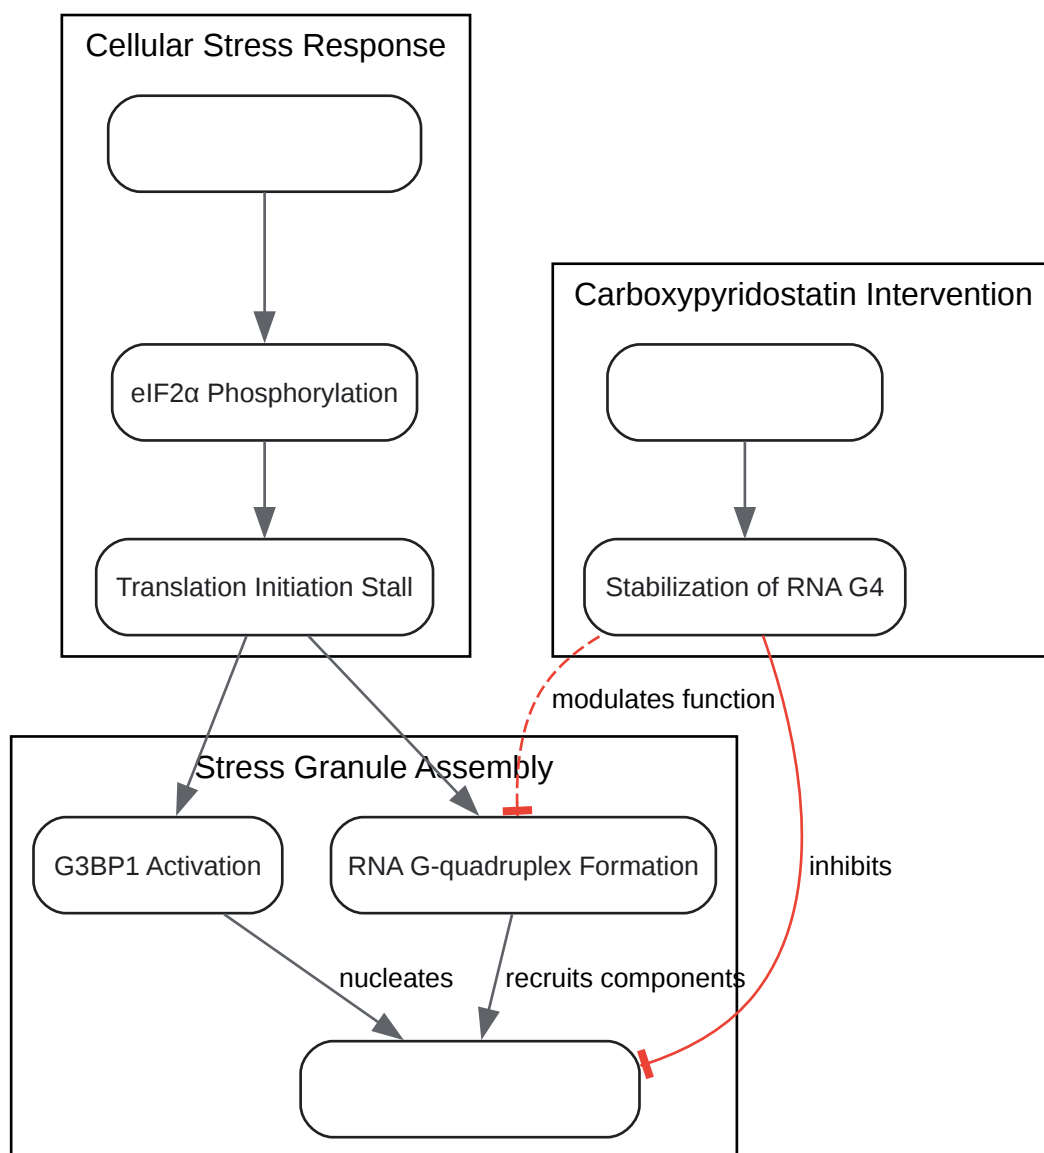 Cellular Stress Response
eIF2α Phosphorylation
Translation Initiation Stall
Carboxypyridostatin Intervention
Stabilization of RNA G4
modulates function
inhibits
Stress Granule Assembly
G3BP1 Activation
RNA G-quadruplex Formation
nucleates
recruits components